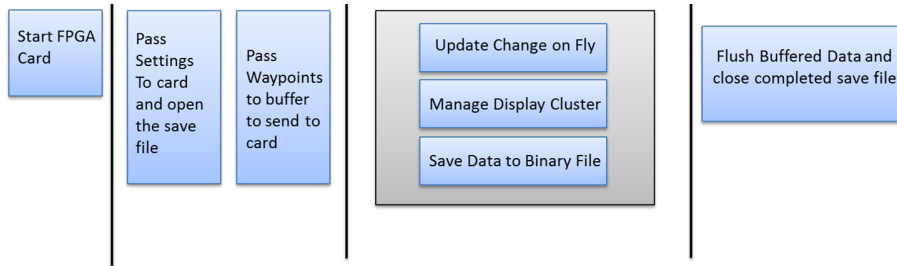 Start FPGA
Card
Pass
Settings
To card
and open
the save
file
Pass
Waypoints
to buffer
to send to
card
Update Change on Fly
Manage Display Cluster
Save Data to Binary File
Flush Buffered Data and
close completed save file